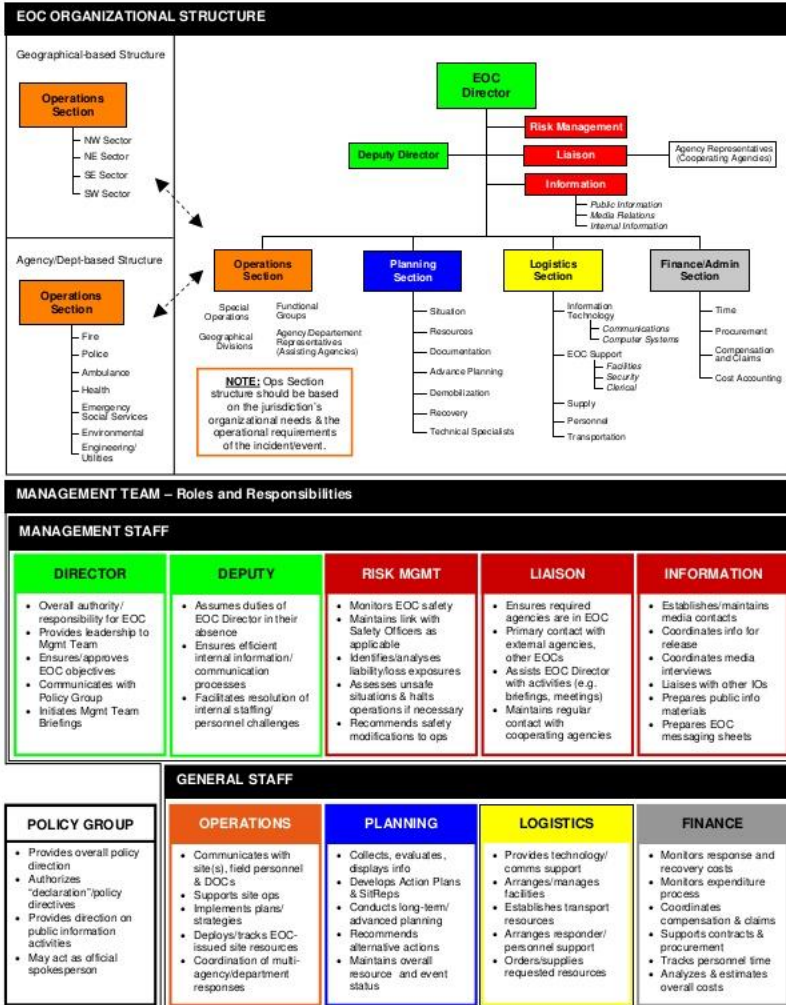 EOC ORGANIZATIONAL STRUCTURE
Geographical-based Structure
Operations
Section
NW Sector
NE Sector
SE Sector
SW Sector
Agency/Dept-based Structure
Operations
Section
Fire
Police
Ambulance
Health
Emergency
Social Services
Environmental
Engineering/
Utilities
EOC
Director
Risk Management
Deputy Director
Liaison
Agency Representatives
(Cooperating Agencies)
Information
Public Information
Media Relations
Internal Information
Operations
Section
Special
Operations
Functional
Groups
Geographical
Divisions
Agency/Departement
Representatives
(Assisting Agencies)
NOTE: Ops Section
structure should be based
on the jurisdiction's
organizational needs & the
operational requirements
of the incident/event.
Planning
Section
Situation
Resources
Documentation
Advance Planning
Demobilization
Recovery
Technical Specialists
Logistics
Section
Information
Technology
Communications
Computer Systems
EOC Support
Facilities
Security
Clerical
Supply
Personnel
Transportation
Finance/Admin
Section
Time
Procurement
Compensation
and Claims
Cost Accounting
MANAGEMENT TEAM – Roles and Responsibilities
MANAGEMENT STAFF
DIRECTOR
• Overall authority/
responsibility for EOC
• Provides leadership to
Mgmt Team
• Ensures/approves
EOC objectives
• Communicates with
Policy Group
• Initiates Mgmt Team
Briefings
DEPUTY
• Assumes duties of
EOC Director in their
absence
• Ensures efficient
internal information/
communication
processes
• Facilitates resolution of
internal staffing/
personnel challenges
RISK MGMT
• Monitors EOC safety
• Maintains link with
Safety Officers as
applicable
• Identifies/analyses
liability/loss exposures
• Assesses unsafe
situations & halts
operations if necessary
• Recommends safety
modifications to ops
LIAISON
• Ensures required
agencies are in EOC
• Primary contact with
external agencies,
other EOCs
• Assists EOC Director
with activities (e.g.
briefings, meetings)
• Maintains regular
contact with
cooperating agencies
INFORMATION
• Establishes/maintains
media contacts
• Coordinates info for
release
• Coordinates media
interviews
• Liaises with other IOs
• Prepares public info
materials
• Prepares EOC
messaging sheets
GENERAL STAFF
POLICY GROUP
• Provides overall policy
direction
• Authorizes
"declaration"/policy
directives
• Provides direction on
public information
activities
• May act as official
spokesperson
OPERATIONS
• Communicates with
site(s), field personnel
& DOCs
• Supports site ops
• Implements plans/
strategies
• Deploys/tracks EOC-
issued site resources
• Coordination of multi-
agency/department
responses
PLANNING
• Collects, evaluates,
displays info
• Develops Action Plans
& SitReps
• Conducts long-term/
advanced planning
• Recommends
alternative actions
• Maintains overall
resource and event
status
LOGISTICS
• Provides technology/
comms support
• Arranges/manages
facilities
• Establishes transport
resources
• Arranges responder/
personnel support
• Orders/supplies
requested resources
FINANCE
• Monitors response and
recovery costs
• Monitors expenditure
process
• Coordinates
compensation & claims
• Supports contracts &
procurement
• Tracks personnel time
• Analyzes & estimates
overall costs